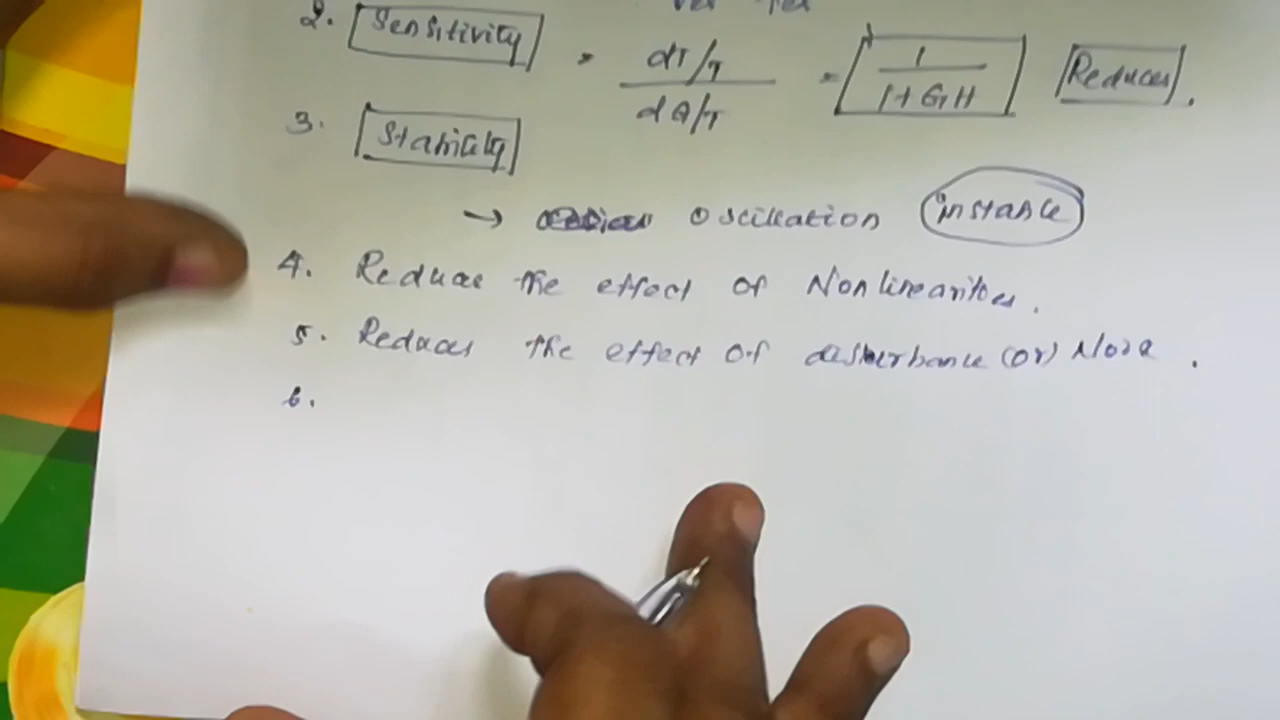 2. Sensitivity = dT/T / dG/T = 1 / 1+GH Reduces.
3. Stability
→ Oscillation instable
4. Reduces the effect of Nonlinearities.
5. Reduces the effect of disturbance (or) Noise.
6.